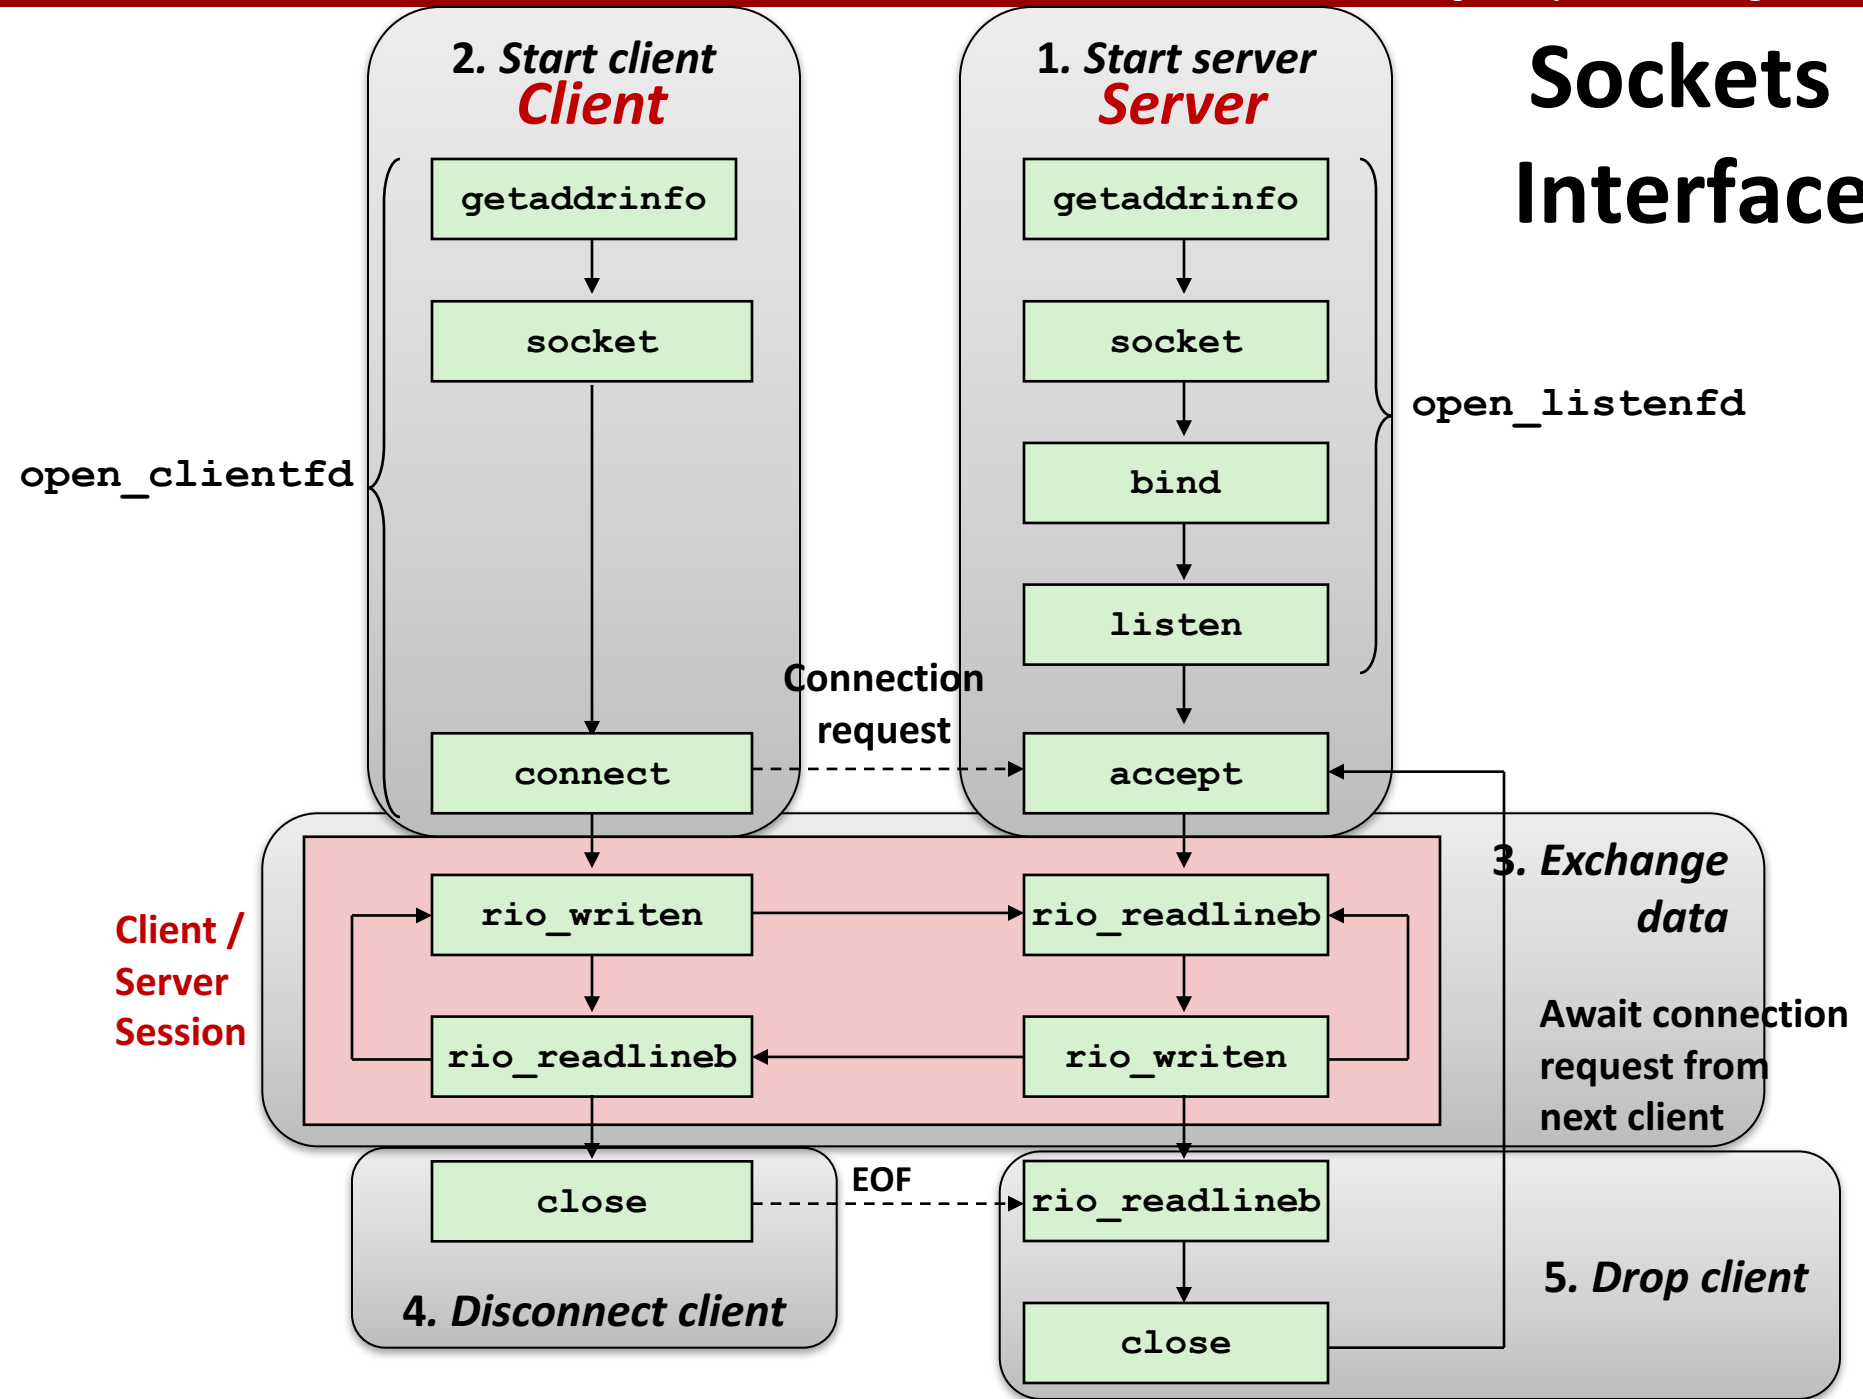 Sockets
Interface
2. Start client
Client
1. Start server
Server
getaddrinfo
getaddrinfo
socket
socket
open_listenfd
open_clientfd
bind
listen
Connection
request
connect
accept
3. Exchange
data
Client /
Server
Session
rio_writen
rio_readlineb
Await connection
request from
next client
rio_readlineb
rio_writen
close
EOF
rio_readlineb
4. Disconnect client
5. Drop client
close